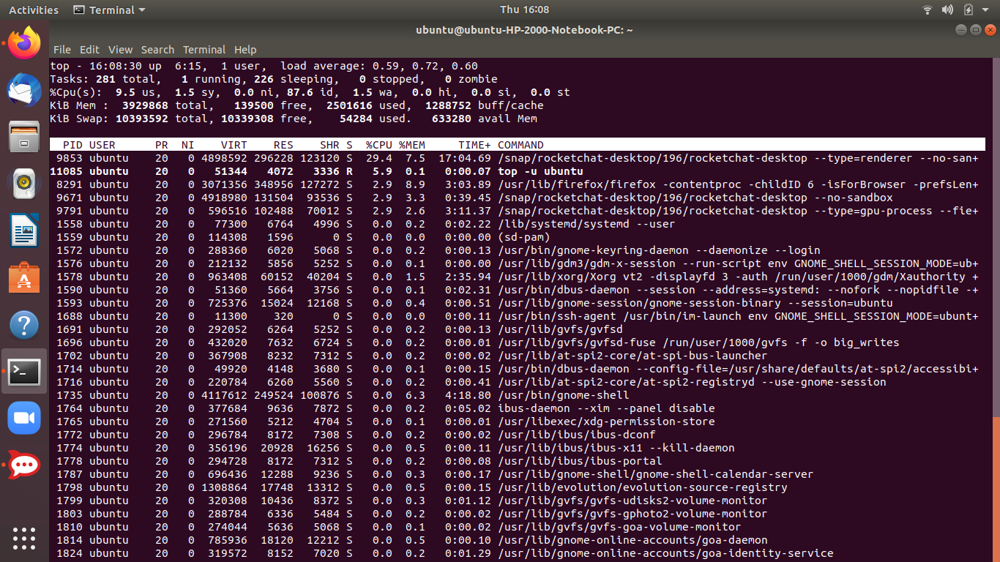 Activities Terminal Thu 16:08
ubuntu@ubuntu-HP-2000-Notebook-PC: ~
File Edit View Search Terminal Help
top - 16:08:30 up  6:15,  1 user,  load average: 0.59, 0.72, 0.60
Tasks: 281 total,   1 running, 226 sleeping,   0 stopped,   0 zombie
%Cpu(s):  9.5 us,  1.5 sy,  0.0 ni, 87.6 id,  1.5 wa,  0.0 hi,  0.0 si,  0.0 st
KiB Mem :  3929868 total,   139500 free,  2501616 used,  1288752 buff/cache
KiB Swap: 10393592 total, 10339308 free,    54284 used.   633280 avail Mem
PID USER PR NI VIRT RES SHR S %CPU %MEM TIME+ COMMAND
9853 ubuntu 20 0 4898592 296228 123120 S 29.4 7.5 17:04.69 /snap/rocketchat-desktop/196/rocketchat-desktop --type=renderer --no-san+
11085 ubuntu 20 0 51344 4072 3336 R 5.9 0.1 0:00.07 top -u ubuntu
8291 ubuntu 20 0 3071356 348956 127272 S 2.9 8.9 3:03.89 /usr/lib/firefox/firefox -contentproc -childID 6 -isForBrowser -prefsLen+
9671 ubuntu 20 0 4918980 131504 93536 S 2.9 3.3 0:39.45 /snap/rocketchat-desktop/196/rocketchat-desktop --no-sandbox
9791 ubuntu 20 0 596516 102488 70012 S 2.9 2.6 3:11.37 /snap/rocketchat-desktop/196/rocketchat-desktop --type=gpu-process --fie+
1558 ubuntu 20 0 77300 6764 4996 S 0.0 0.2 0:02.22 /lib/systemd/systemd --user
1559 ubuntu 20 0 114308 1596 0 S 0.0 0.0 0:00.00 (sd-pam)
1572 ubuntu 20 0 288360 6020 5068 S 0.0 0.2 0:00.13 /usr/bin/gnome-keyring-daemon --daemonize --login
1576 ubuntu 20 0 212132 5856 5252 S 0.0 0.1 0:00.00 /usr/lib/gdm3/gdm-x-session --run-script env GNOME_SHELL_SESSION_MODE=ub+
1578 ubuntu 20 0 963408 60152 40204 S 0.0 1.5 2:35.94 /usr/lib/xorg/Xorg vt2 -displayfd 3 -auth /run/user/1000/gdm/Xauthority +
1590 ubuntu 20 0 51360 5664 3756 S 0.0 0.1 0:02.31 /usr/bin/dbus-daemon --session --address=systemd: --nofork --nopidfile -+
1593 ubuntu 20 0 725376 15024 12168 S 0.0 0.4 0:00.51 /usr/lib/gnome-session/gnome-session-binary --session=ubuntu
1688 ubuntu 20 0 11300 320 0 S 0.0 0.0 0:00.11 /usr/bin/ssh-agent /usr/bin/im-launch env GNOME_SHELL_SESSION_MODE=ubunt+
1691 ubuntu 20 0 292052 6264 5252 S 0.0 0.2 0:00.13 /usr/lib/gvfs/gvfsd
1696 ubuntu 20 0 432020 7632 6724 S 0.0 0.2 0:00.01 /usr/lib/gvfs/gvfsd-fuse /run/user/1000/gvfs -f -o big_writes
1702 ubuntu 20 0 367908 8232 7312 S 0.0 0.2 0:00.02 /usr/lib/at-spi2-core/at-spi-bus-launcher
1714 ubuntu 20 0 49920 4148 3680 S 0.0 0.1 0:00.15 /usr/bin/dbus-daemon --config-file=/usr/share/defaults/at-spi2/accessibi+
1716 ubuntu 20 0 220784 6260 5560 S 0.0 0.2 0:00.41 /usr/lib/at-spi2-core/at-spi2-registryd --use-gnome-session
1735 ubuntu 20 0 4117612 249524 100876 S 0.0 6.3 4:18.80 /usr/bin/gnome-shell
1764 ubuntu 20 0 377684 9636 7872 S 0.0 0.2 0:05.02 ibus-daemon --xim --panel disable
1765 ubuntu 20 0 271560 5212 4704 S 0.0 0.1 0:00.01 /usr/libexec/xdg-permission-store
1772 ubuntu 20 0 296784 8172 7308 S 0.0 0.2 0:00.02 /usr/lib/ibus/ibus-dconf
1774 ubuntu 20 0 356196 20928 16256 S 0.0 0.5 0:00.11 /usr/lib/ibus/ibus-x11 --kill-daemon
1778 ubuntu 20 0 294728 8172 7312 S 0.0 0.2 0:00.08 /usr/lib/ibus/ibus-portal
1787 ubuntu 20 0 696436 12288 9236 S 0.0 0.3 0:00.17 /usr/lib/gnome-shell/gnome-shell-calendar-server
1798 ubuntu 20 0 1308864 17748 13312 S 0.0 0.5 0:00.15 /usr/lib/evolution/evolution-source-registry
1799 ubuntu 20 0 320308 10436 8372 S 0.0 0.3 0:01.12 /usr/lib/gvfs/gvfs-udisks2-volume-monitor
1803 ubuntu 20 0 288784 6336 5484 S 0.0 0.2 0:00.02 /usr/lib/gvfs/gvfs-gphoto2-volume-monitor
1810 ubuntu 20 0 274044 5636 5068 S 0.0 0.1 0:00.02 /usr/lib/gvfs/gvfs-goa-volume-monitor
1814 ubuntu 20 0 785936 18120 12212 S 0.0 0.5 0:00.10 /usr/lib/gnome-online-accounts/goa-daemon
1824 ubuntu 20 0 319572 8152 7020 S 0.0 0.2 0:01.29 /usr/lib/gnome-online-accounts/goa-identity-service